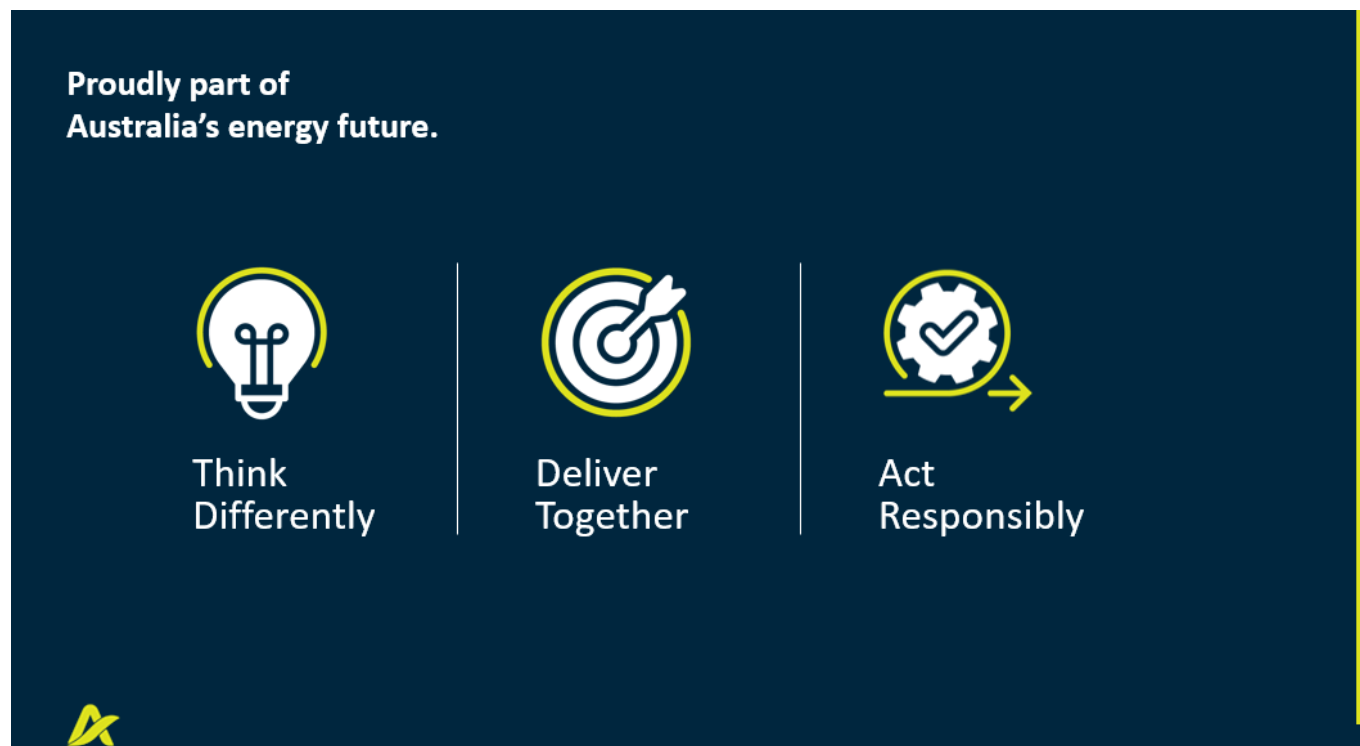 Proudly part of
Australia’s energy future.
Think
Differently
Deliver
Together
Act
Responsibly